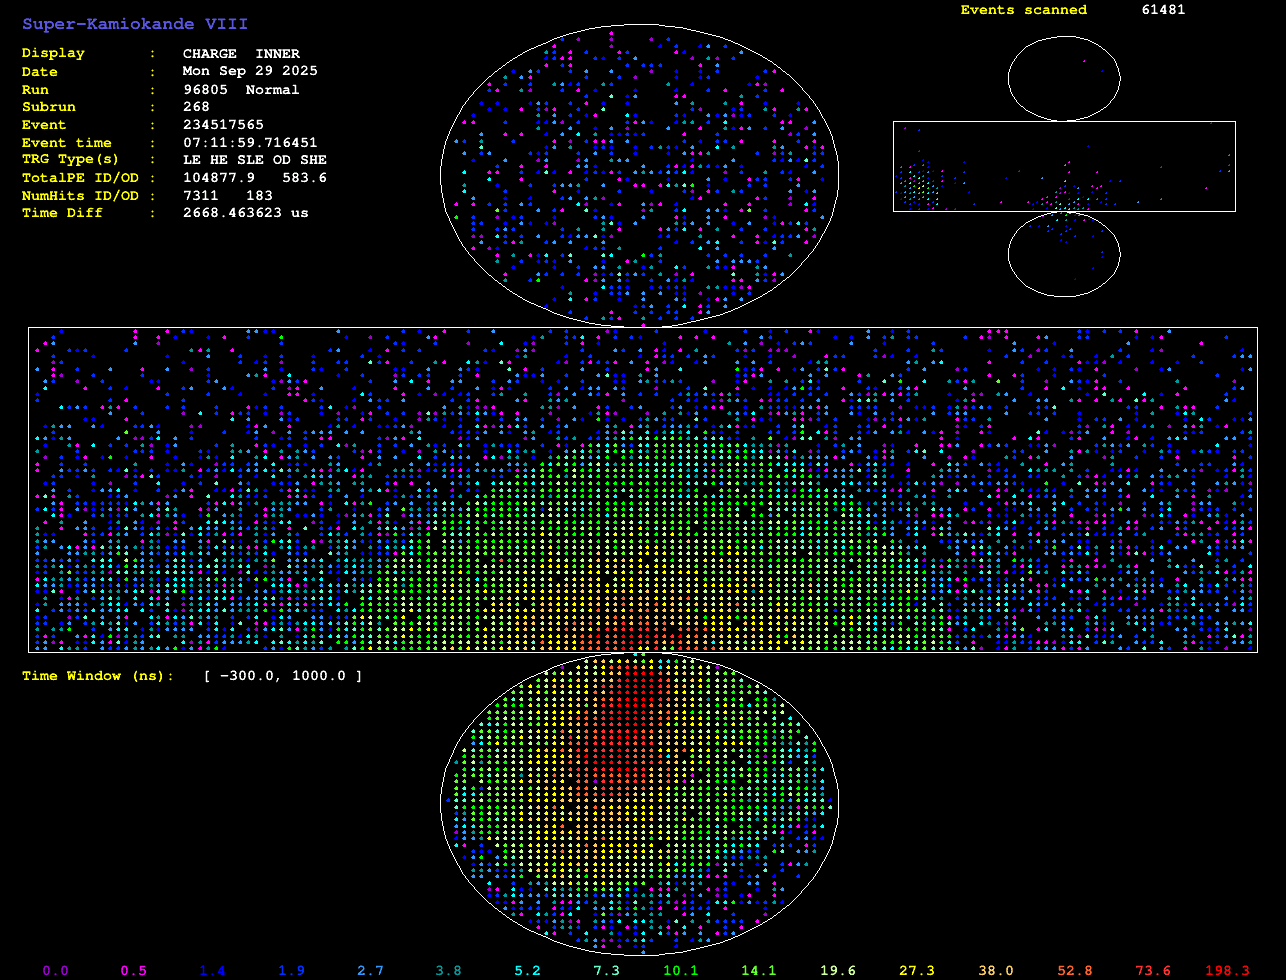 Super-Kamiokande VIII
Events scanned 61481
Display : CHARGE INNER
Date : Mon Sep 29 2025
Run : 96805 Normal
Subrun : 268
Event : 234517565
Event time : 07:11:59.716451
TRG Type(s) : LE HE SLE OD SHE
TotalPE ID/OD : 104877.9 583.6
NumHits ID/OD : 7311 183
Time Diff : 2668.463623 us
Time Window (ns): [ -300.0, 1000.0 ]
0.0 0.5 1.4 1.9 2.7 3.8 5.2 7.3 10.1 14.1 19.6 27.3 38.0 52.8 73.6 198.3